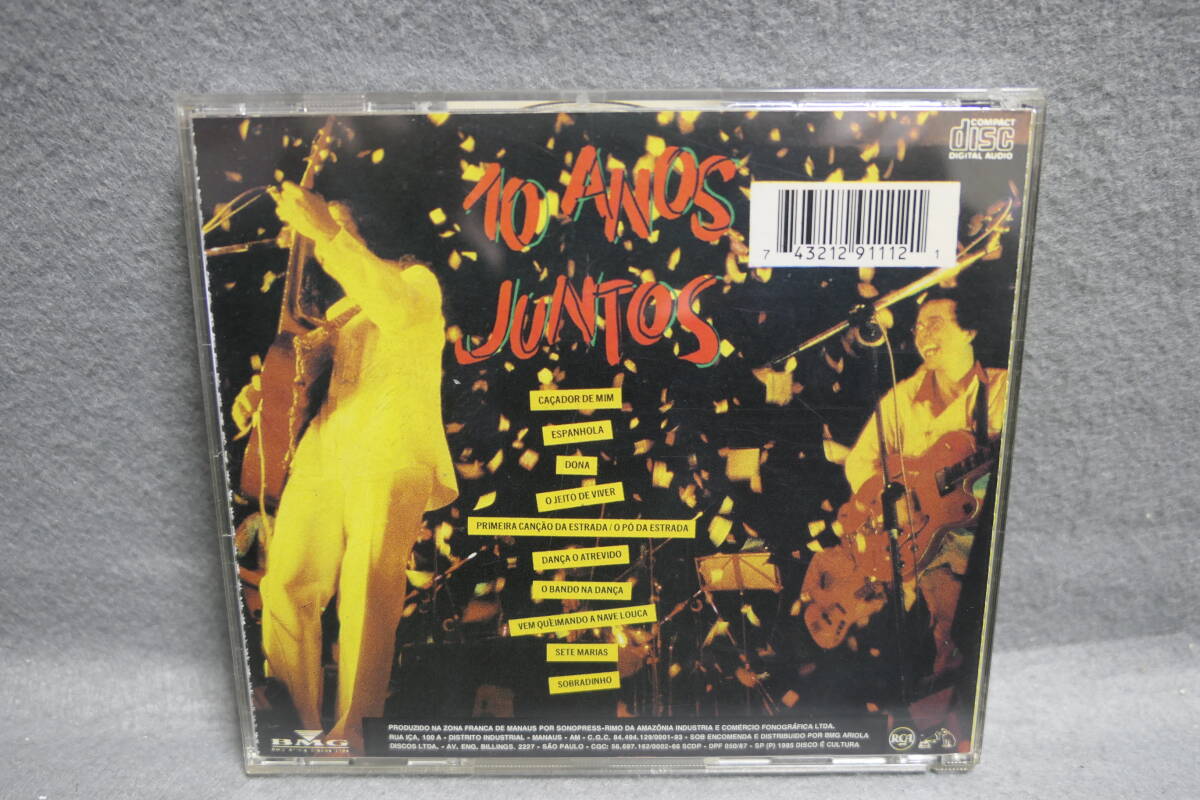 COMPACT
disc
DIGITAL AUDIO
10 ANOS
JUNTOS
7 43212 91112 1
CAÇADOR DE MIM
ESPANHOLA
DONA
O JEITO DE VIVER
PRIMEIRA CANÇÃO DA ESTRADA / O PÓ DA ESTRADA
DANÇA O ATREVIDO
O BANDO NA DANÇA
VEM QUEIMANDO A NAVE LOUCA
SETE MARIAS
SOBRADINHO
BMG
PRODUZIDO NA ZONA FRANCA DE MANAUS POR SONOPRESS-RIMO DA AMAZÔNIA INDUSTRIA E COMÉRCIO FONOGRÁFICA LTDA.
RUA IÇA, 100 A - DISTRITO INDUSTRIAL - MANAUS - AM - C.G.C. 84.494.129/0001-93 - SOB ENCOMENDA E DISTRIBUIDO POR BMG ARIOLA
DISCOS LTDA. - AV. ENG. BILLINGS, 2227 - SÃO PAULO - CGC: 56.697.162/0002-66 SCDP - DPF 050/87 - SP (P) 1995 DISCO É CULTURA
RCA